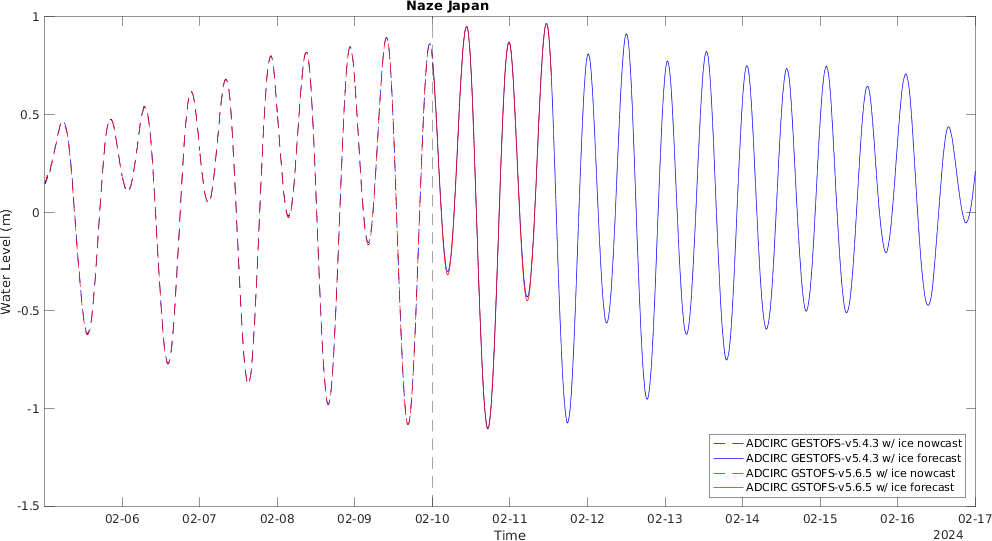 Naze Japan
1
0.5
0
-0.5
-1
-1.5
Water Level (m)
02-06 02-07 02-08 02-09 02-10 02-11 02-12 02-13 02-14 02-15 02-16 02-17
Time
2024
ADCIRC GESTOFS-v5.4.3 w/ ice nowcast
ADCIRC GESTOFS-v5.4.3 w/ ice forecast
ADCIRC GSTOFS-v5.6.5 w/ ice nowcast
ADCIRC GSTOFS-v5.6.5 w/ ice forecast